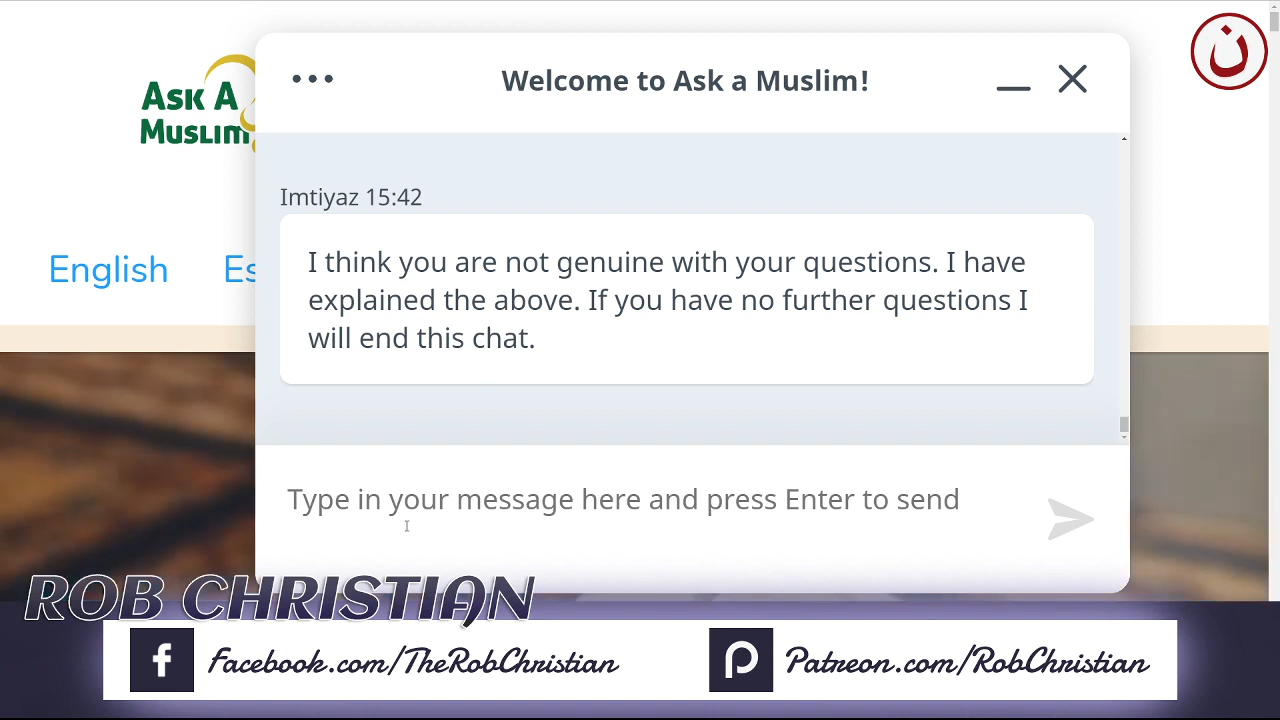 Welcome to Ask a Muslim!
ن
ASK A
MUSLIM
Imtiyaz 15:42
I think you are not genuine with your questions. I have
explained the above. If you have no further questions I
will end this chat.
English
Es
Type in your message here and press Enter to send
ROB CHRISTIAN
Facebook.com/TheRobChristian
Patreon.com/RobChristian